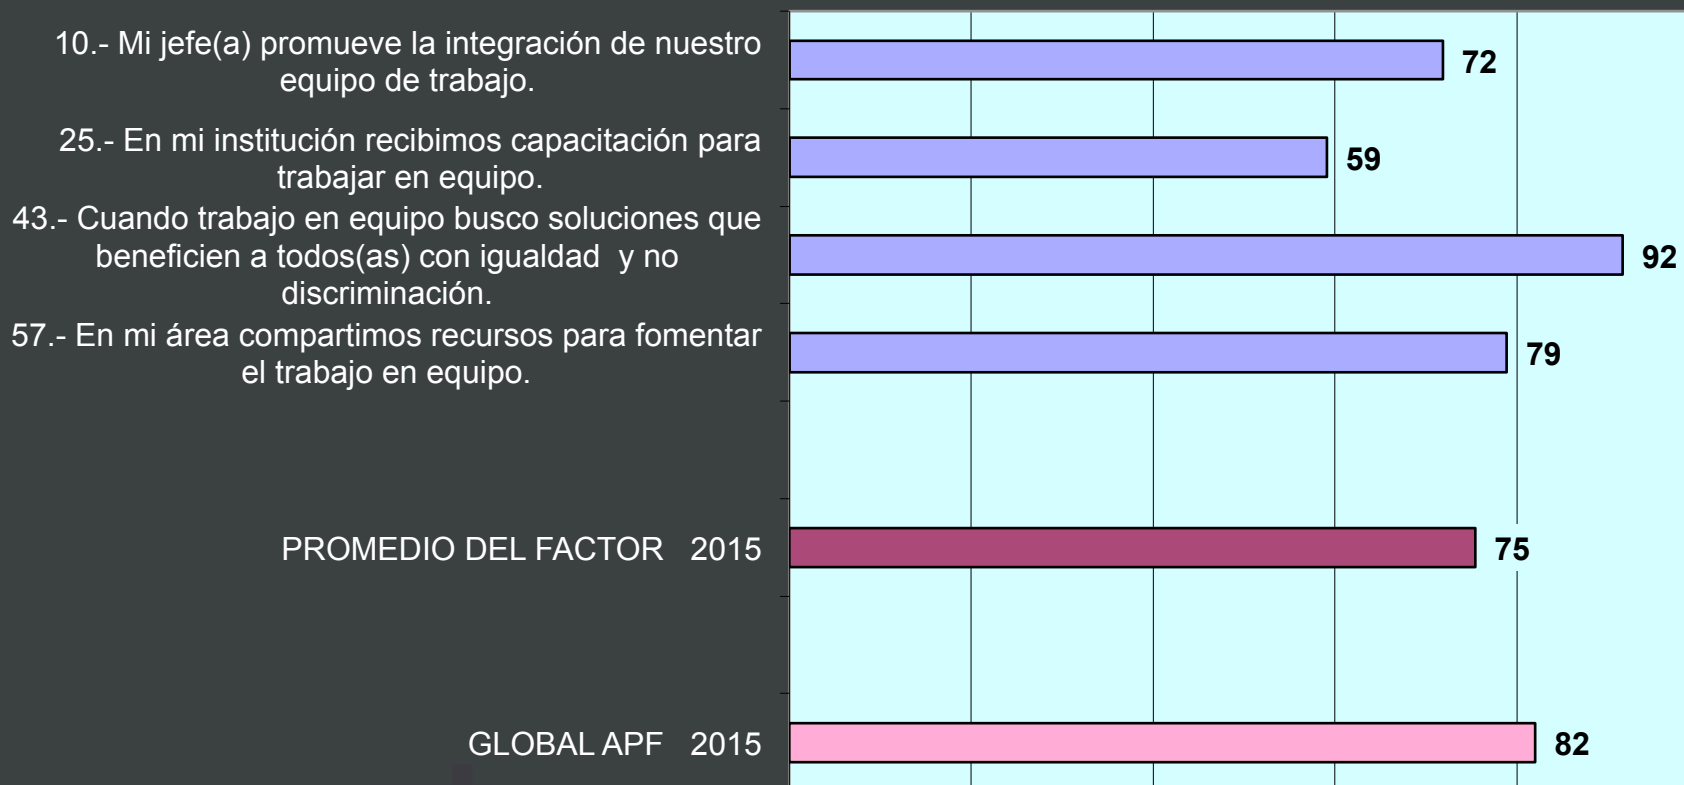 10.- Mi jefe(a) promueve la integración de nuestro
equipo de trabajo.
72
25.- En mi institución recibimos capacitación para
trabajar en equipo.
59
43.- Cuando trabajo en equipo busco soluciones que
beneficien a todos(as) con igualdad  y no
discriminación.
92
57.- En mi área compartimos recursos para fomentar
el trabajo en equipo.
79
PROMEDIO DEL FACTOR   2015
75
GLOBAL APF   2015
82